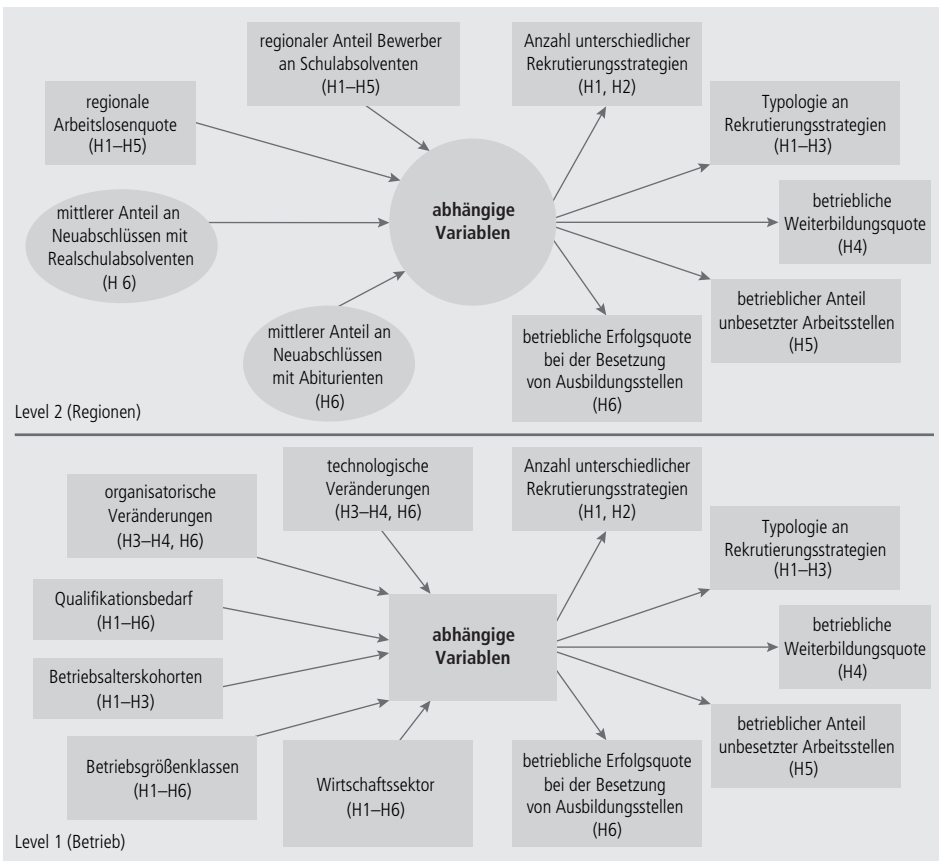 regionaler Anteil Bewerber
an Schulabsolventen
(H1–H5)
Anzahl unterschiedlicher
Rekrutierungsstrategien
(H1, H2)
regionale
Arbeitslosenquote
(H1–H5)
Typologie an
Rekrutierungsstrategien
(H1–H3)
mittlerer Anteil an
Neuabschlüssen mit
Realschulabsolventen
(H 6)
abhängige
Variablen
betriebliche
Weiterbildungsquote
(H4)
mittlerer Anteil an
Neuabschlüssen
mit Abiturienten
(H6)
betriebliche Erfolgsquote
bei der Besetzung
von Ausbildungsstellen
(H6)
betrieblicher Anteil
unbesetzter Arbeitsstellen
(H5)
Level 2 (Regionen)
organisatorische
Veränderungen
(H3–H4, H6)
technologische
Veränderungen
(H3–H4, H6)
Anzahl unterschiedlicher
Rekrutierungsstrategien
(H1, H2)
Typologie an
Rekrutierungsstrategien
(H1–H3)
Qualifikationsbedarf
(H1–H6)
abhängige
Variablen
betriebliche
Weiterbildungsquote
(H4)
Betriebsalterskohorten
(H1–H3)
betrieblicher Anteil
unbesetzter Arbeitsstellen
(H5)
Betriebsgrößenklassen
(H1–H6)
Wirtschaftssektor
(H1–H6)
betriebliche Erfolgsquote
bei der Besetzung
von Ausbildungsstellen
(H6)
Level 1 (Betrieb)